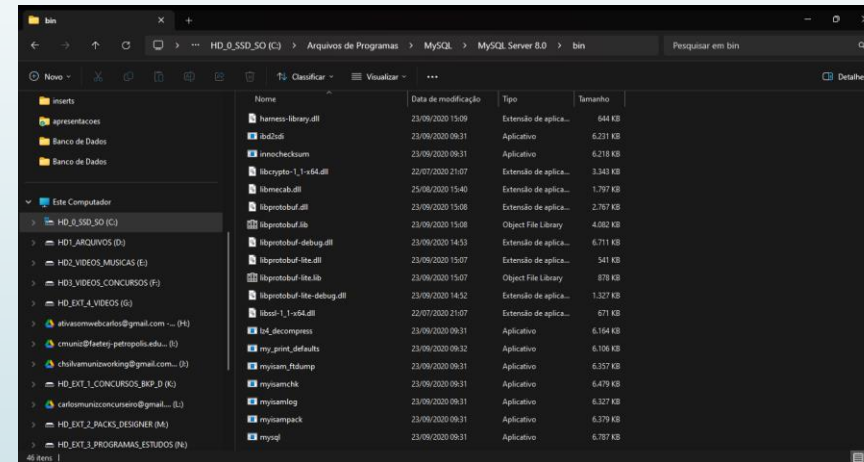 bin
HD_0_SSD_SO (C:) > Arquivos de Programas > MySQL > MySQL Server 8.0 > bin
Pesquisar em bin
Novo Classificar Visualizar ... Detalhe
inserts
apresentacoes
Banco de Dados
Banco de Dados
Este Computador
HD_0_SSD_SO (C:)
HD1_ARQUIVOS (D:)
HD2_VIDEOS_MUSICAS (E:)
HD3_VIDEOS_CONCURSOS (F:)
HD_EXT_4_VIDEOS (G:)
ativasomwebcarlos@gmail.com -... (H:)
cmuniz@faeterj-petropolis.edu... (I:)
chsilvamunizworking@gmail.com... (J:)
HD_EXT_1_CONCURSOS_BKP_D (K:)
carlosmunizconcurseiro@gmail.... (L:)
HD_EXT_2_PACKS_DESIGNER (M:)
HD_EXT_3_PROGRAMAS_ESTUDOS (N:)
Nome Data de modificação Tipo Tamanho
harness-library.dll 23/09/2020 15:09 Extensão de aplica... 644 KB
ibd2sdi 23/09/2020 09:31 Aplicativo 6.231 KB
innochecksum 23/09/2020 09:31 Aplicativo 6.218 KB
libcrypto-1_1-x64.dll 22/07/2020 21:07 Extensão de aplica... 3.343 KB
libmecab.dll 25/08/2020 15:40 Extensão de aplica... 1.797 KB
libprotobuf.dll 23/09/2020 15:08 Extensão de aplica... 2.767 KB
libprotobuf.lib 23/09/2020 15:08 Object File Library 4.082 KB
libprotobuf-debug.dll 23/09/2020 14:53 Extensão de aplica... 6.711 KB
libprotobuf-lite.dll 23/09/2020 15:07 Extensão de aplica... 541 KB
libprotobuf-lite.lib 23/09/2020 15:07 Object File Library 878 KB
libprotobuf-lite-debug.dll 23/09/2020 14:52 Extensão de aplica... 1.327 KB
libssl-1_1-x64.dll 22/07/2020 21:07 Extensão de aplica... 671 KB
lz4_decompress 23/09/2020 09:31 Aplicativo 6.164 KB
my_print_defaults 23/09/2020 09:32 Aplicativo 6.106 KB
myisam_ftdump 23/09/2020 09:31 Aplicativo 6.357 KB
myisamchk 23/09/2020 09:31 Aplicativo 6.479 KB
myisamlog 23/09/2020 09:31 Aplicativo 6.327 KB
myisampack 23/09/2020 09:31 Aplicativo 6.379 KB
mysql 23/09/2020 09:31 Aplicativo 6.787 KB
46 itens